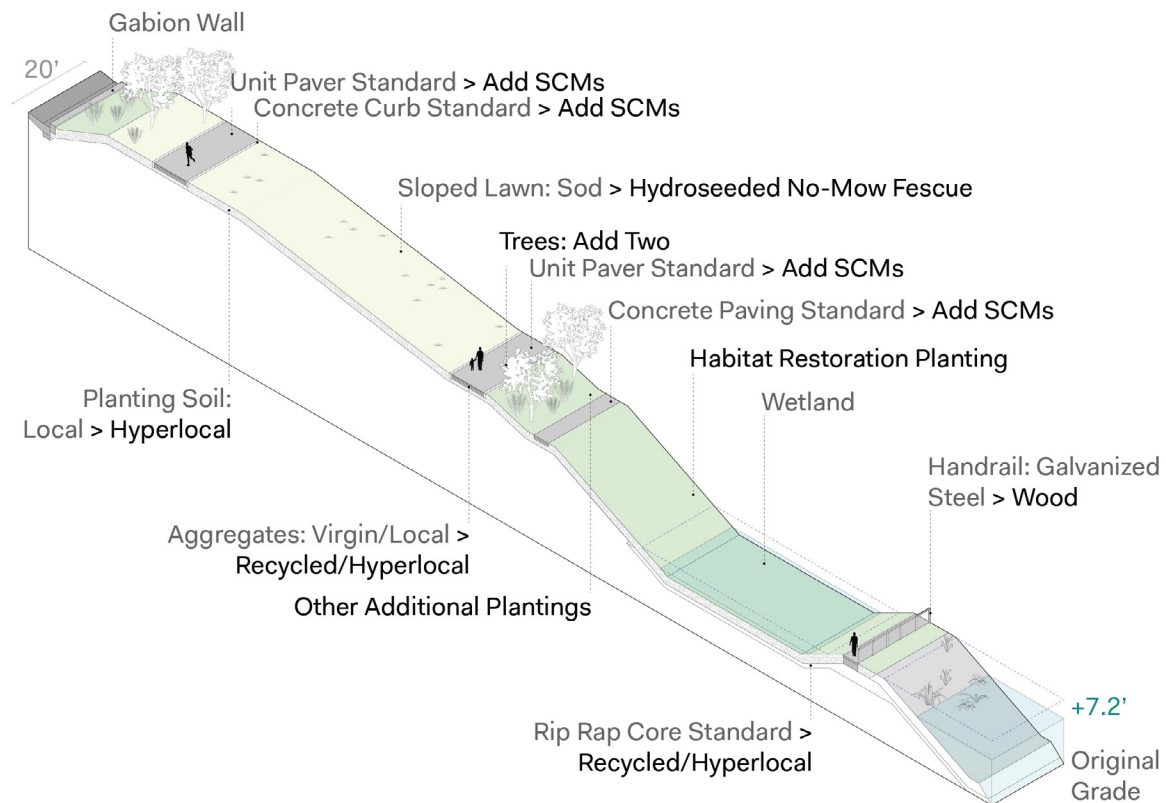 Gabion Wall
20’
Unit Paver Standard > Add SCMs
Concrete Curb Standard > Add SCMs
Sloped Lawn: Sod > Hydroseeded No-Mow Fescue
Trees: Add Two
Unit Paver Standard > Add SCMs
Concrete Paving Standard > Add SCMs
Habitat Restoration Planting
Wetland
Planting Soil:
Local > Hyperlocal
Handrail: Galvanized
Steel > Wood
Aggregates: Virgin/Local >
Recycled/Hyperlocal
Other Additional Plantings
Rip Rap Core Standard >
Recycled/Hyperlocal
+7.2’
Original
Grade